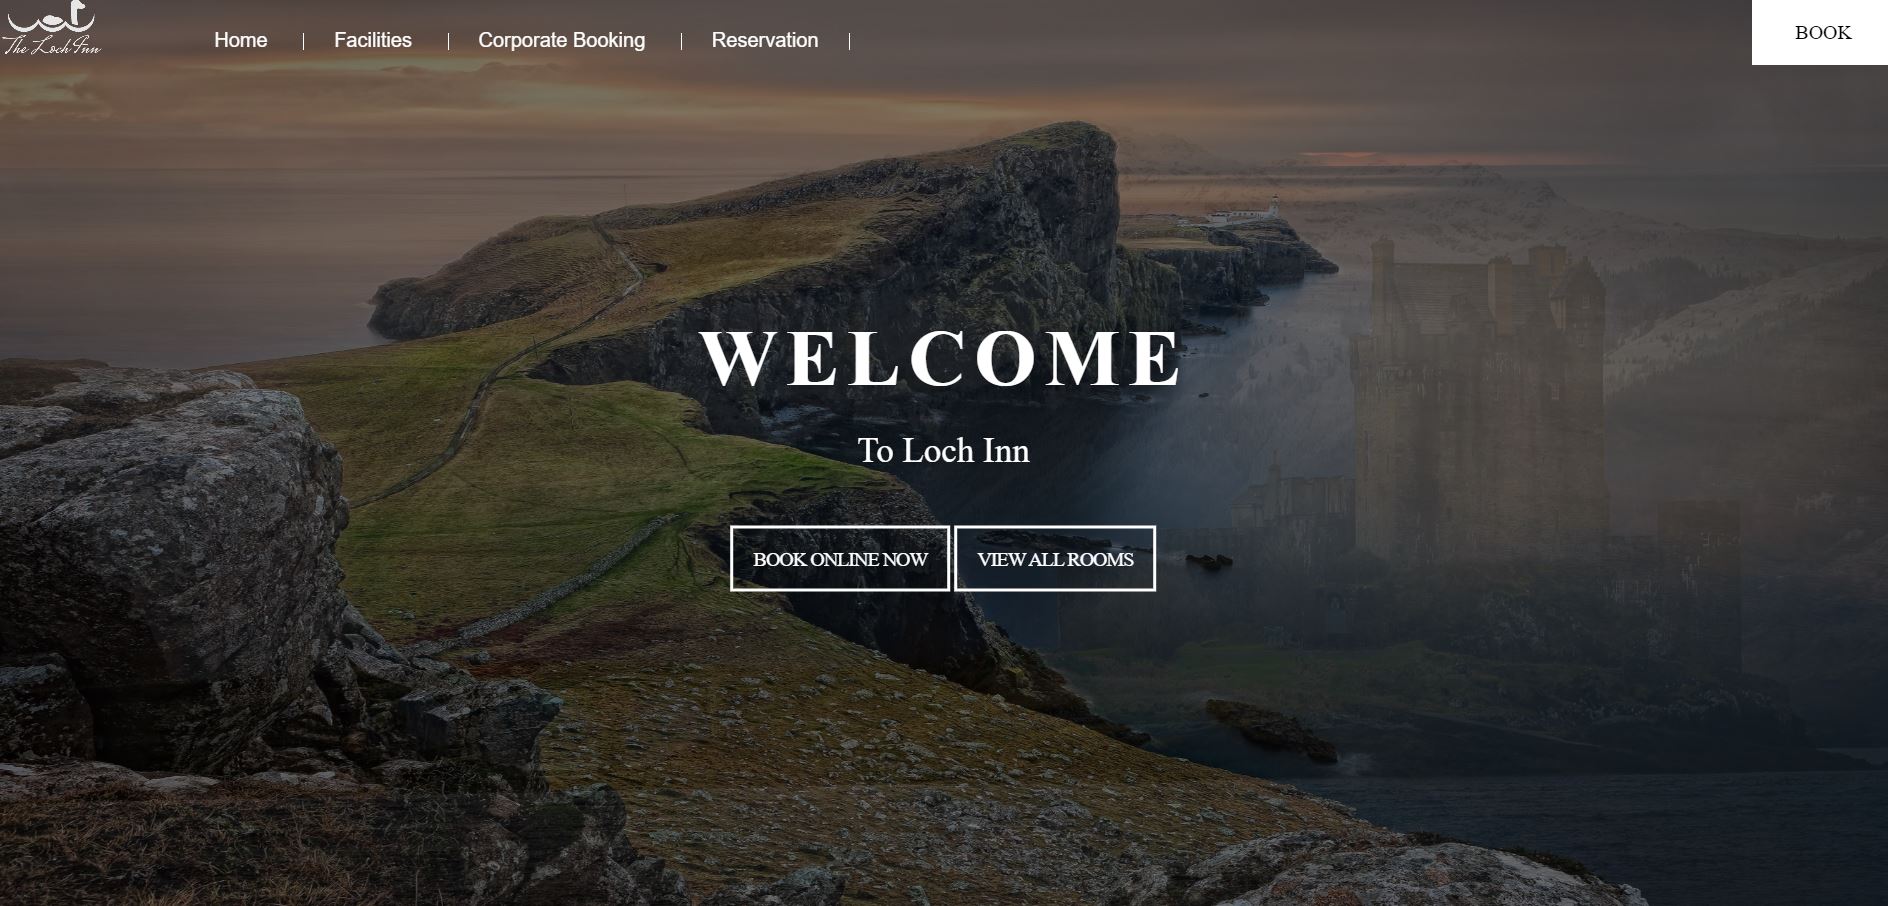 The Loch Inn
Home
Facilities
Corporate Booking
Reservation
BOOK
WELCOME
To Loch Inn
BOOK ONLINE NOW
VIEW ALL ROOMS